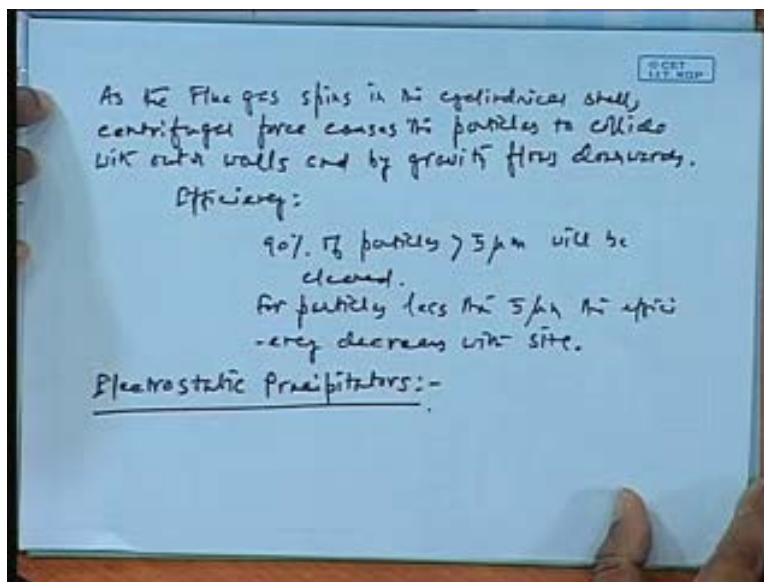 © CET
I.I.T. KGP
As the Flue gas spins in the cylindrical shell,
centrifugal force causes the particles to collide
with outer walls and by gravity flows downwards.
Efficiency:
90%. of particles > 5 μm will be
cleaned.
for particles less than 5 μm the effici
-ency decreases with size.
Electrostatic Precipitators:-